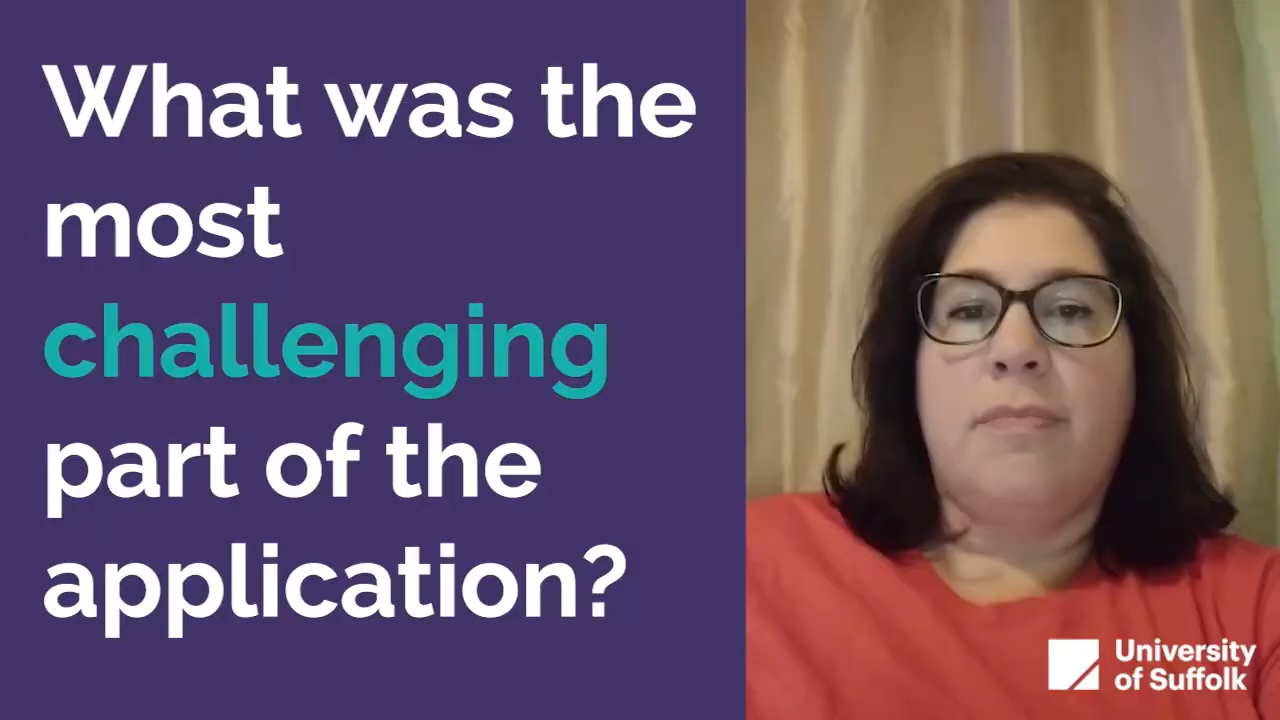 What was the
most
challenging
part of the
application?
University
of Suffolk